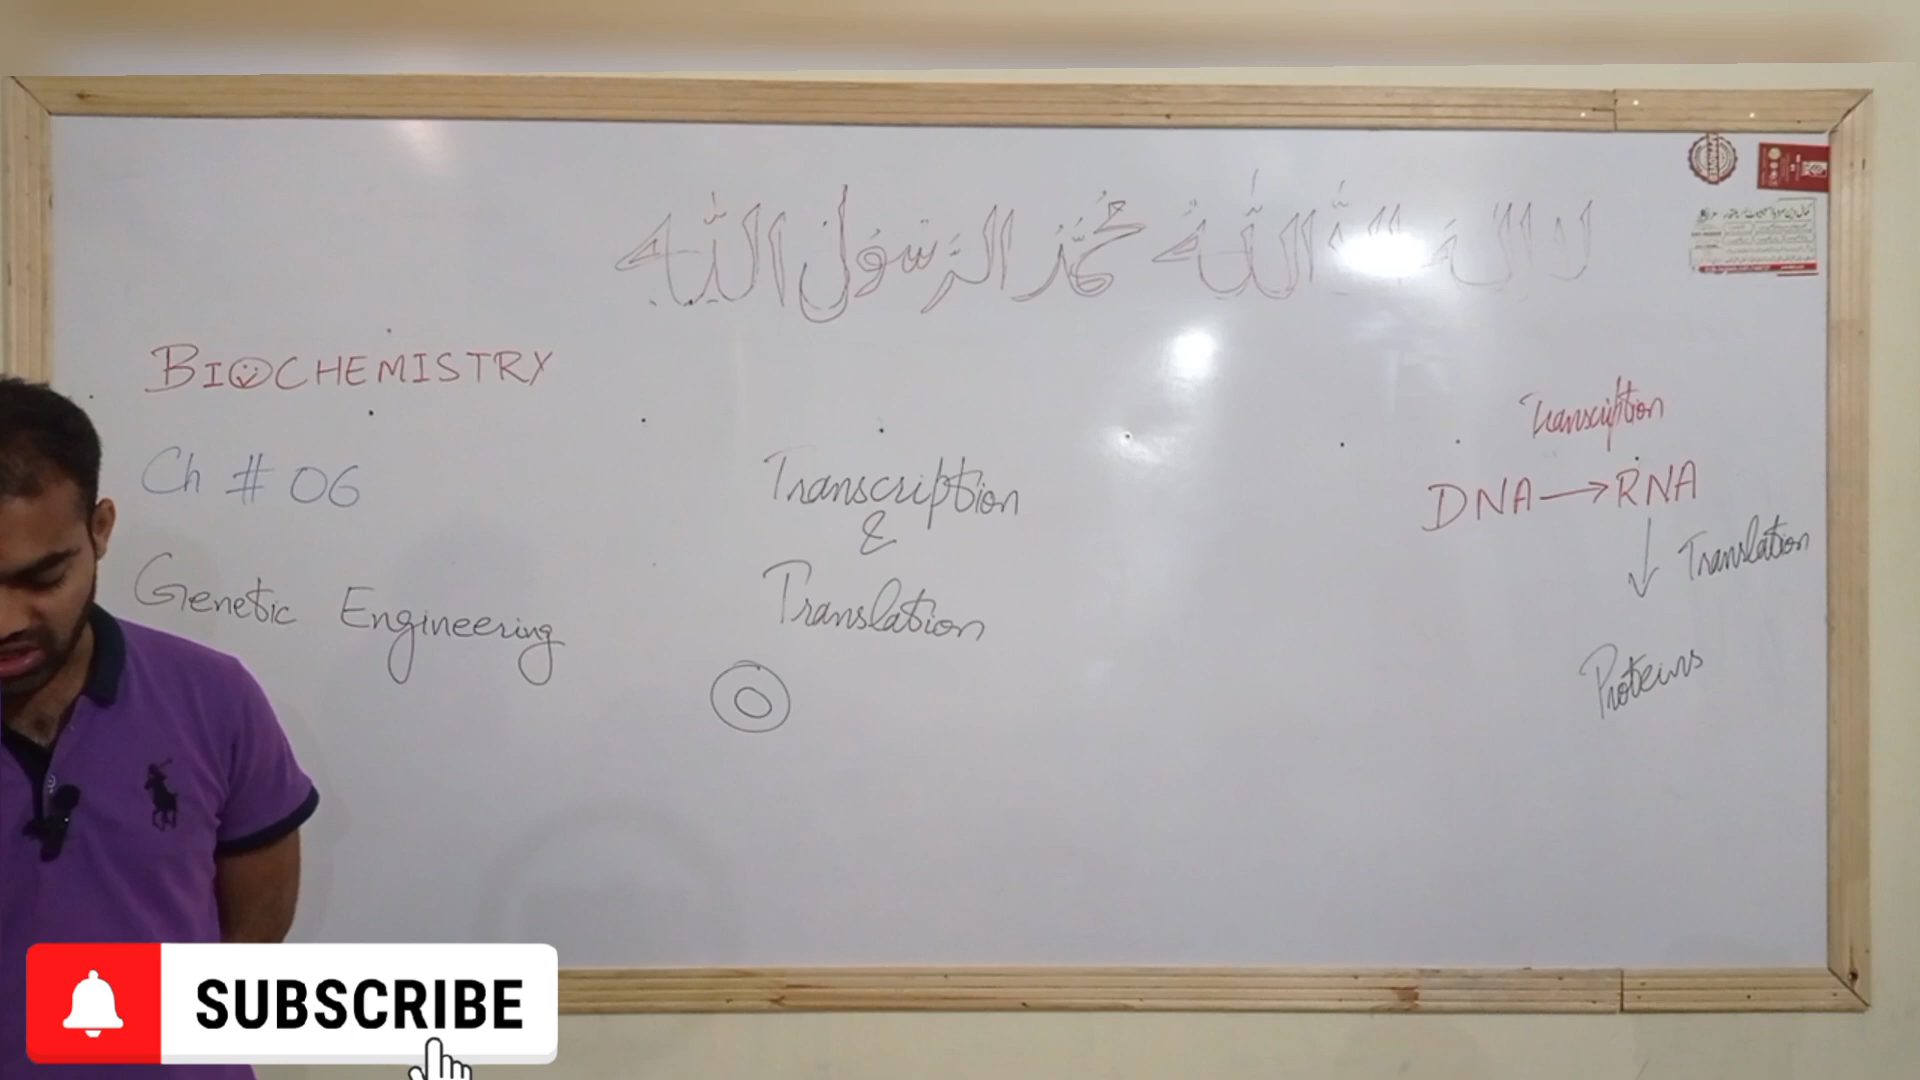 لا اله الا الله محمد الرسول الله
BIOCHEMISTRY
Ch # 06
Genetic Engineering
Transcription
&
Translation
Transcription
DNA → RNA
↓ Translation
Proteins
SUBSCRIBE